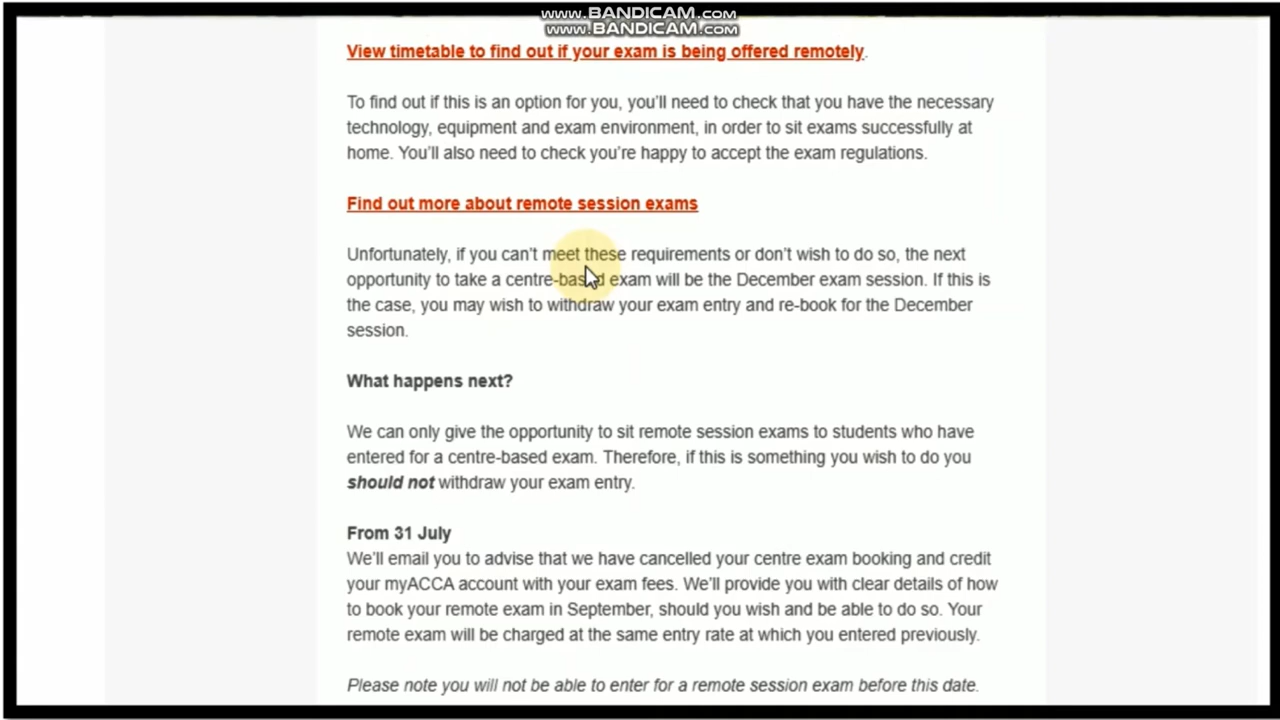 www.BANDICAM.com
www.BANDICAM.com
View timetable to find out if your exam is being offered remotely.
To find out if this is an option for you, you'll need to check that you have the necessary
technology, equipment and exam environment, in order to sit exams successfully at
home. You'll also need to check you're happy to accept the exam regulations.
Find out more about remote session exams
Unfortunately, if you can't meet these requirements or don't wish to do so, the next
opportunity to take a centre-based exam will be the December exam session. If this is
the case, you may wish to withdraw your exam entry and re-book for the December
session.
What happens next?
We can only give the opportunity to sit remote session exams to students who have
entered for a centre-based exam. Therefore, if this is something you wish to do you
should not withdraw your exam entry.
From 31 July
We'll email you to advise that we have cancelled your centre exam booking and credit
your myACCA account with your exam fees. We'll provide you with clear details of how
to book your remote exam in September, should you wish and be able to do so. Your
remote exam will be charged at the same entry rate at which you entered previously.
Please note you will not be able to enter for a remote session exam before this date.